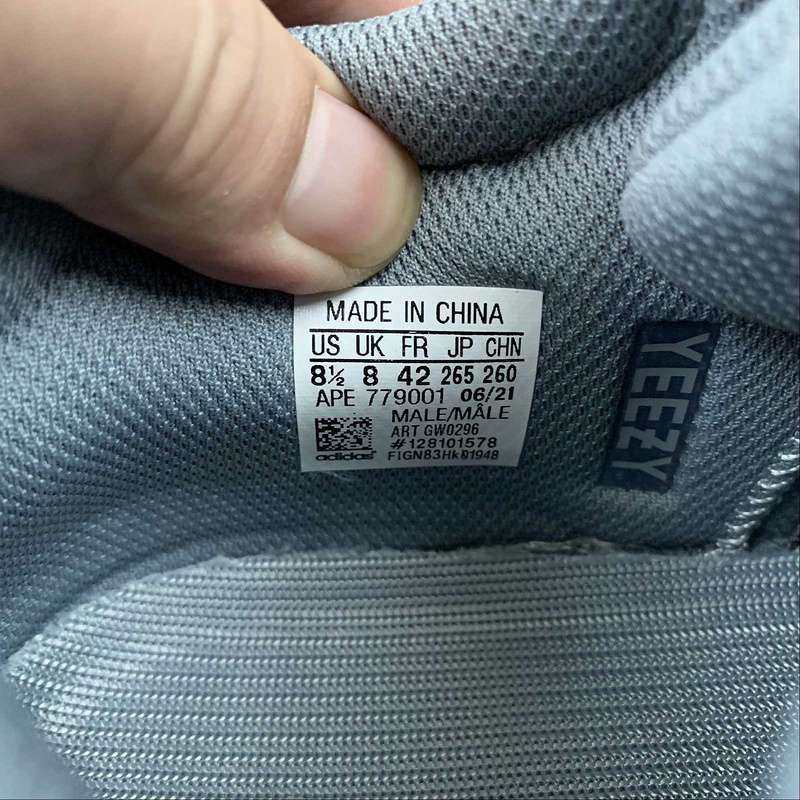 MADE IN CHINA
US UK FR JP CHN
8½ 8 42 265 260
APE 779001 06/21
MALE/MÂLE
ART GW0296
#128101578
adidas FIGN83Hk01948
YEEZY